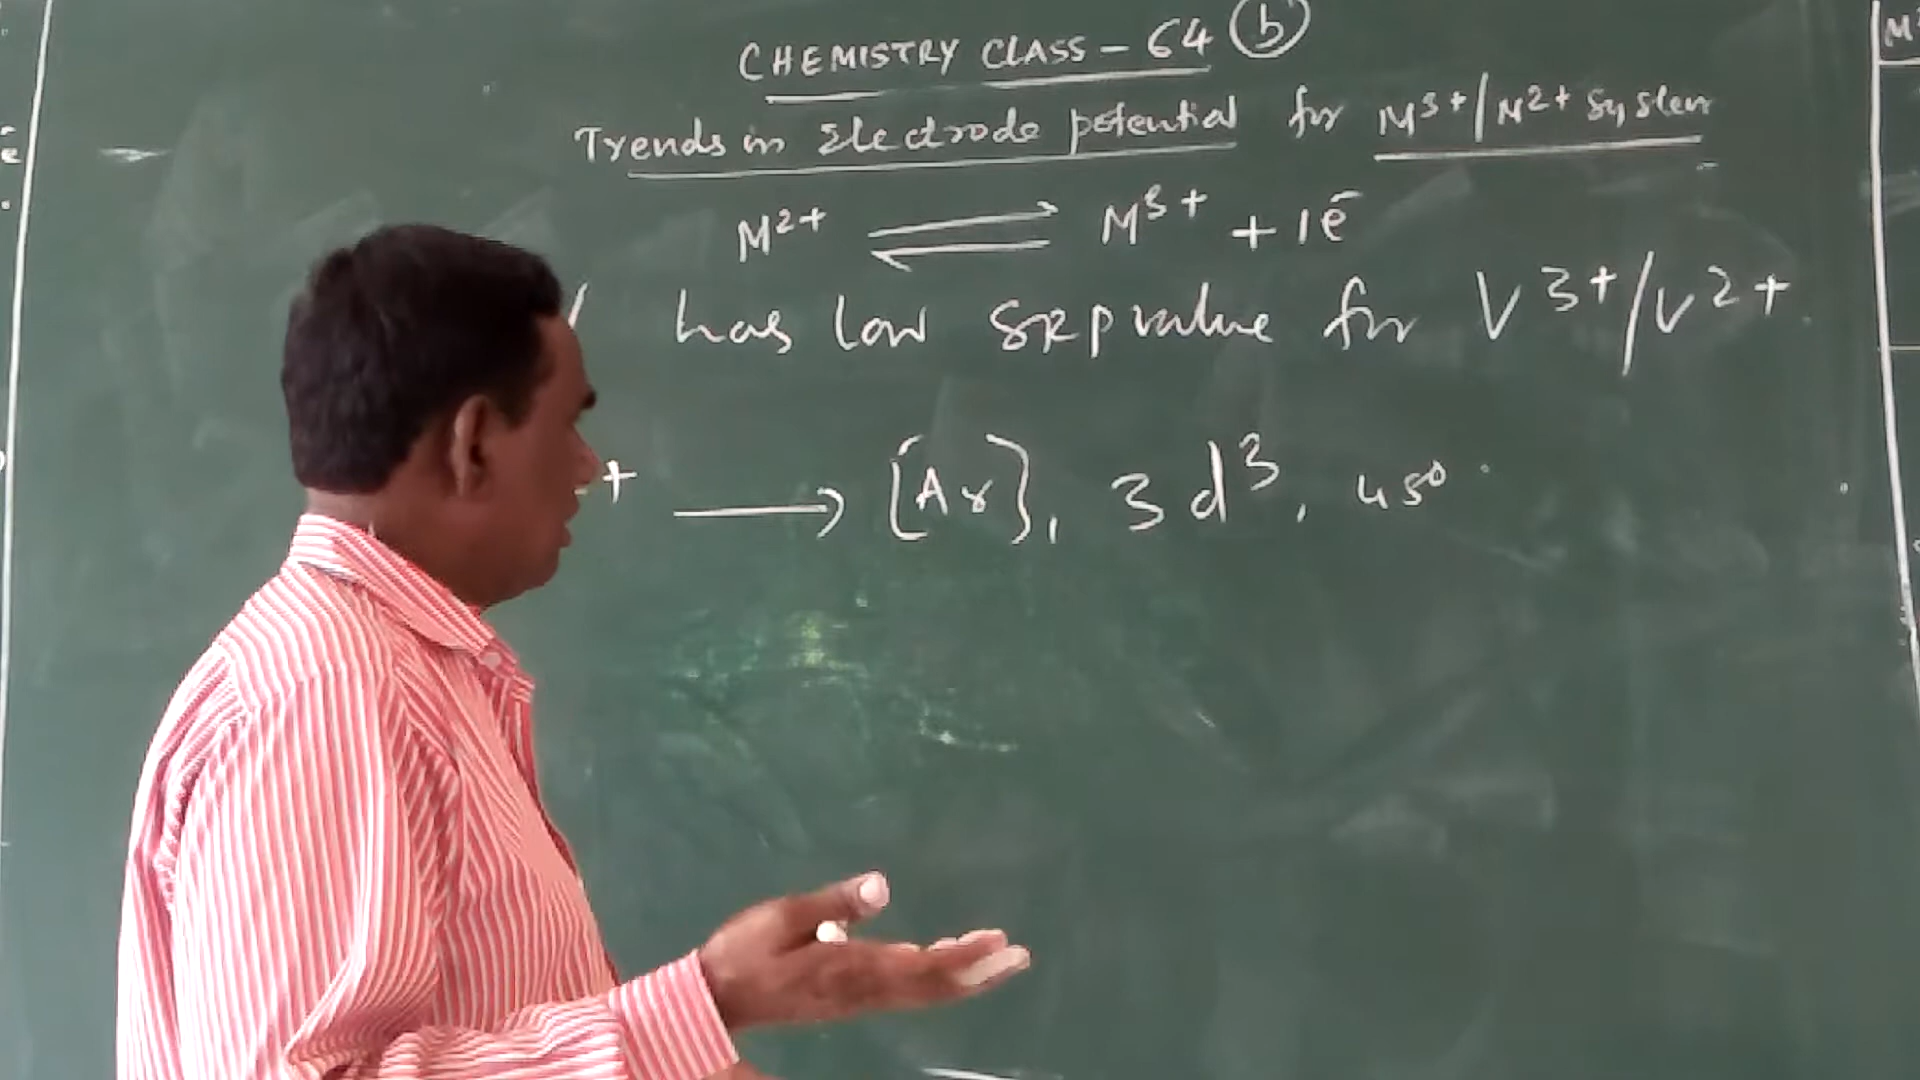 CHEMISTRY CLASS - 64 (b)
Trends in Electrode potential for M³⁺/M²⁺ System
M²⁺ ⇌ M³⁺ + 1e⁻
has low SRP value for V³⁺/V²⁺
+ → [Ar], 3d³, 4s⁰